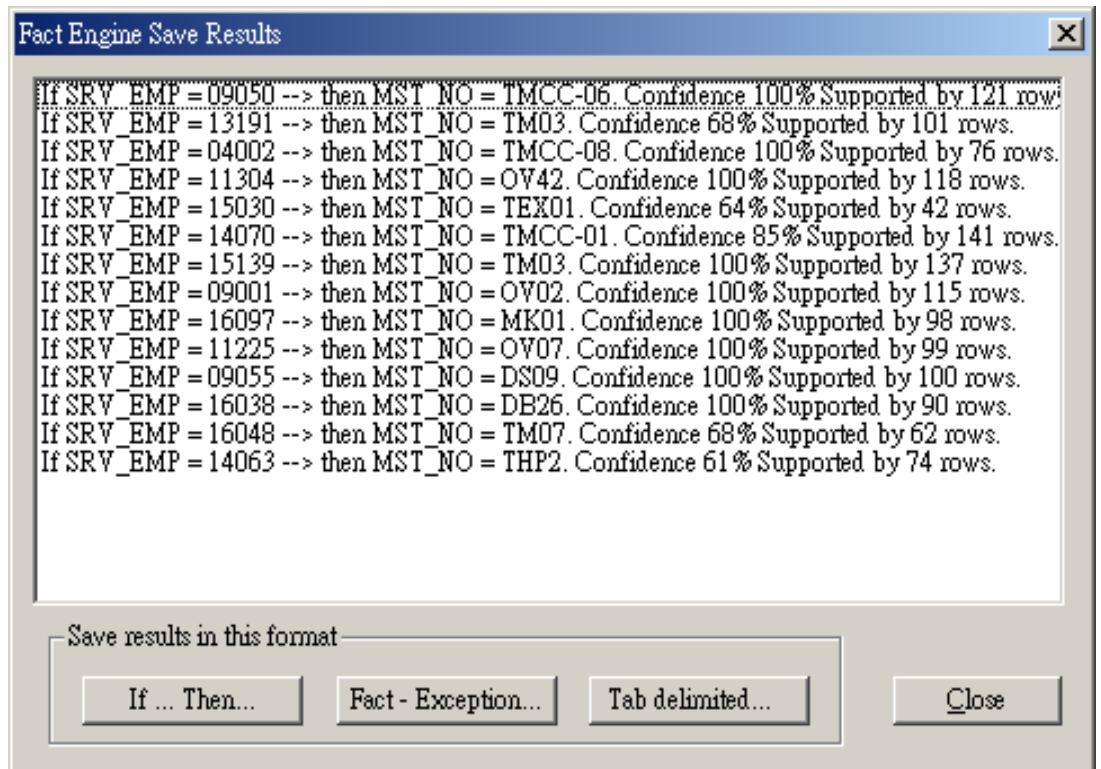 Fact Engine Save Results
If SRV_EMP = 09050 --> then MST_NO = TMCC-06. Confidence 100% Supported by 121 row
If SRV_EMP = 13191 --> then MST_NO = TM03. Confidence 68% Supported by 101 rows.
If SRV_EMP = 04002 --> then MST_NO = TMCC-08. Confidence 100% Supported by 76 rows.
If SRV_EMP = 11304 --> then MST_NO = OV42. Confidence 100% Supported by 118 rows.
If SRV_EMP = 15030 --> then MST_NO = TEX01. Confidence 64% Supported by 42 rows.
If SRV_EMP = 14070 --> then MST_NO = TMCC-01. Confidence 85% Supported by 141 rows.
If SRV_EMP = 15139 --> then MST_NO = TM03. Confidence 100% Supported by 137 rows.
If SRV_EMP = 09001 --> then MST_NO = OV02. Confidence 100% Supported by 115 rows.
If SRV_EMP = 16097 --> then MST_NO = MK01. Confidence 100% Supported by 98 rows.
If SRV_EMP = 11225 --> then MST_NO = OV07. Confidence 100% Supported by 99 rows.
If SRV_EMP = 09055 --> then MST_NO = DS09. Confidence 100% Supported by 100 rows.
If SRV_EMP = 16038 --> then MST_NO = DB26. Confidence 100% Supported by 90 rows.
If SRV_EMP = 16048 --> then MST_NO = TM07. Confidence 68% Supported by 62 rows.
If SRV_EMP = 14063 --> then MST_NO = THP2. Confidence 61% Supported by 74 rows.
Save results in this format
If ... Then... Fact - Exception... Tab delimited... Close